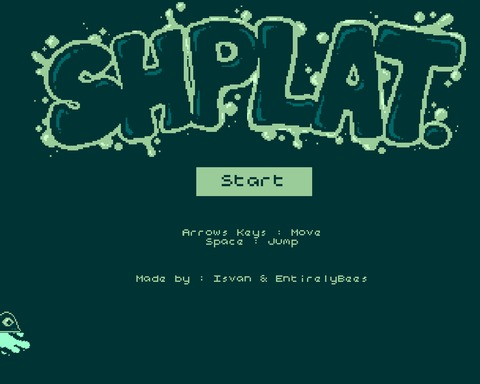 SHPLAT.
Start
Arrows Keys : Move
Space : Jump
Made by : Isvan & EntirelyBees